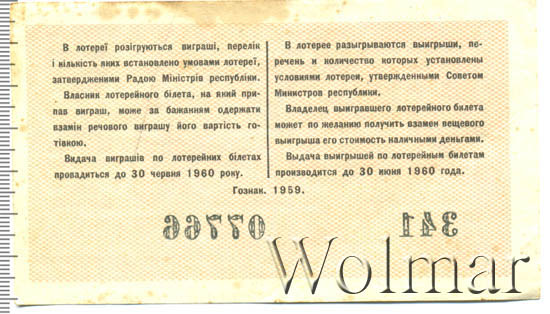 В лотереї розігруються виграші, перелік
і кількість яких встановлено умовами лотереї,
затвердженими Радою Міністрів республіки.
Власник лотерейного білета, на який при-
пав виграш, може за бажанням одержати
взамін речового виграшу його вартість го-
тівкою.
Видача виграшів по лотерейних білетах
провадиться до 30 червня 1960 року.
В лотерее разыгрываются выигрыши, пе-
речень и количество которых установлены
условиями лотереи, утвержденными Советом
Министров республики.
Владелец выигравшего лотерейного билета
может по желанию получить взамен вещевого
выигрыша его стоимость наличными деньгами.
Выдача выигрышей по лотерейным билетам
производится до 30 июня 1960 года.
Гознак. 1959.
07766
341
Wolmar